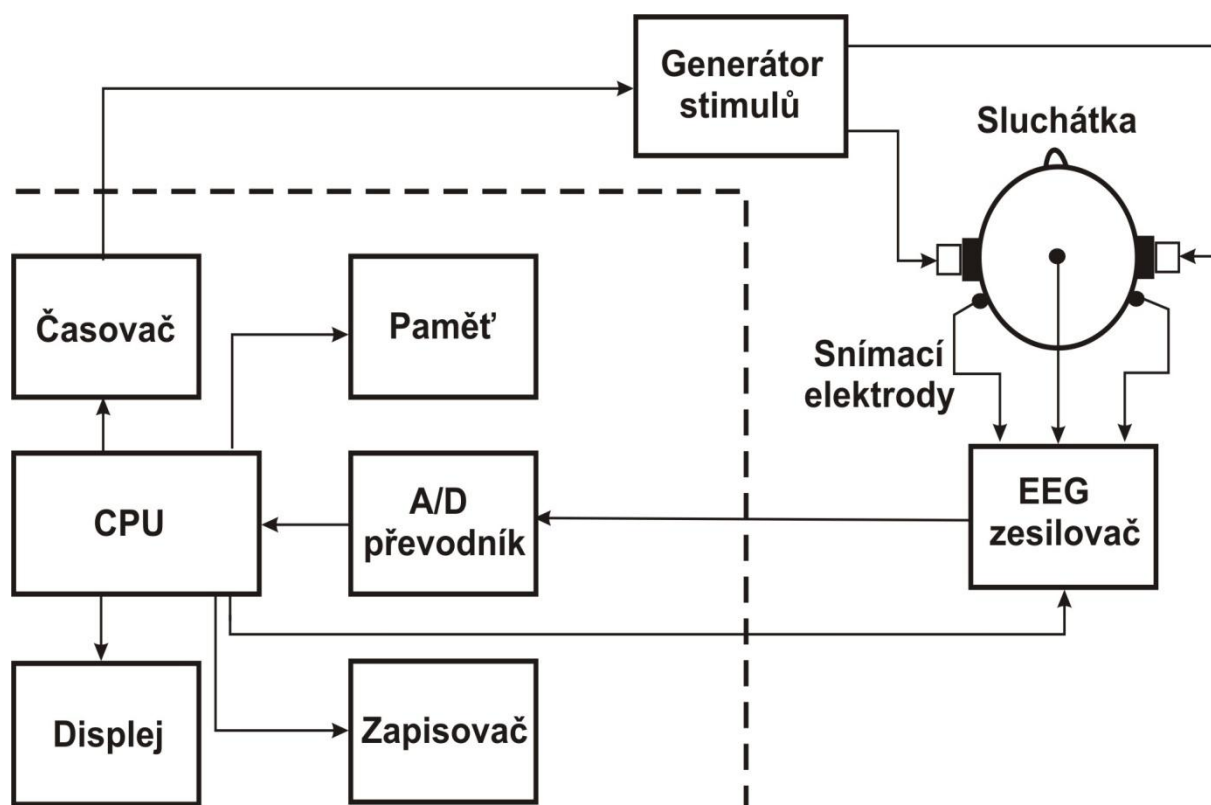 Generátor
stimulů
Sluchátka
Časovač
Paměť
Snímací
elektrody
CPU
A/D
převodník
EEG
zesilovač
Displej
Zapisovač